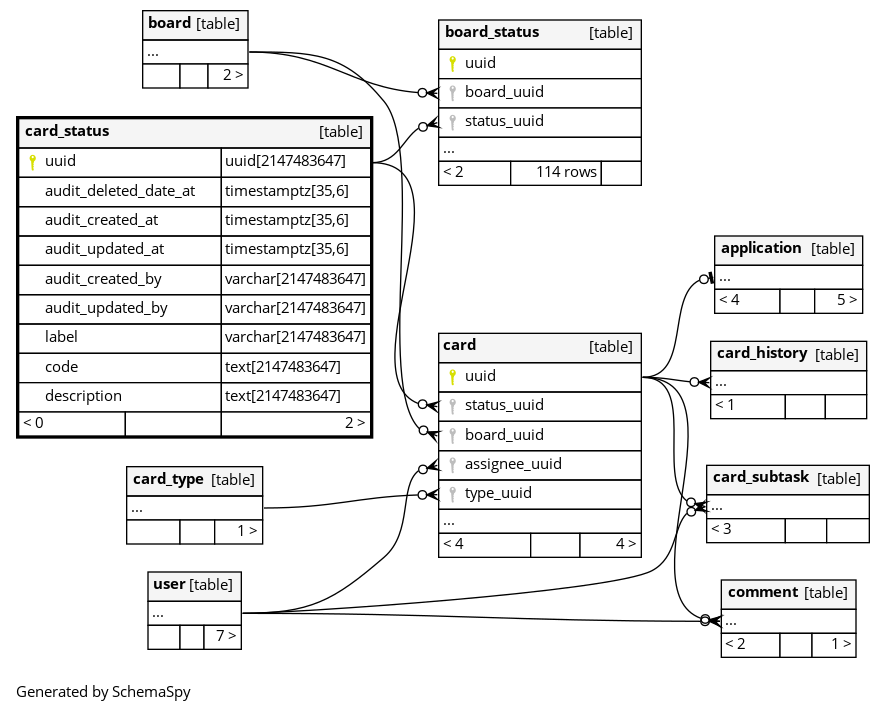 board [table]
...
2 >
board_status [table]
uuid
board_uuid
status_uuid
...
< 2 114 rows
card_status [table]
uuid uuid[2147483647]
audit_deleted_date_at timestamptz[35,6]
audit_created_at timestamptz[35,6]
audit_updated_at timestamptz[35,6]
audit_created_by varchar[2147483647]
audit_updated_by varchar[2147483647]
label varchar[2147483647]
code text[2147483647]
description text[2147483647]
< 0 2 >
application [table]
...
< 4 5 >
card [table]
uuid
status_uuid
board_uuid
assignee_uuid
type_uuid
...
< 4 4 >
card_history [table]
...
< 1
card_type [table]
...
1 >
card_subtask [table]
...
< 3
user [table]
...
7 >
comment [table]
...
< 2 1 >
Generated by SchemaSpy